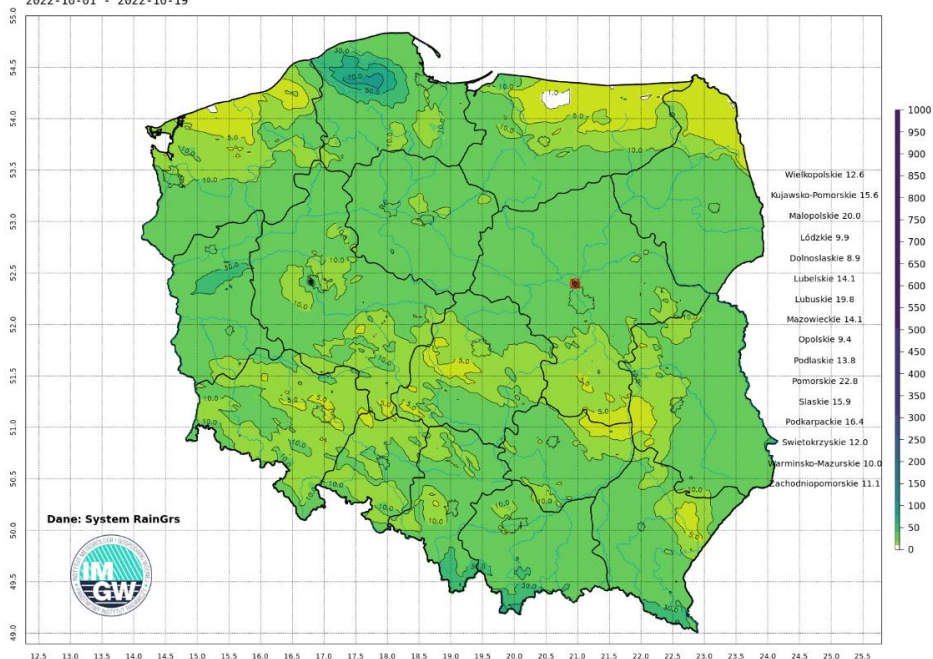 2022-10-01 - 2022-10-19
55.0
54.5
54.0
53.5
53.0
52.5
52.0
51.5
51.0
50.5
50.0
49.5
49.0
12.5 13.0 13.5 14.0 14.5 15.0 15.5 16.0 16.5 17.0 17.5 18.0 18.5 19.0 19.5 20.0 20.5 21.0 21.5 22.0 22.5 23.0 23.5 24.0 24.5 25.0 25.5
Wielkopolskie 12.6
Kujawsko-Pomorskie 15.6
Malopolskie 20.0
Lódzkie 9.9
Dolnoslaskie 8.9
Lubelskie 14.1
Lubuskie 19.8
Mazowieckie 14.1
Opolskie 9.4
Podlaskie 13.8
Pomorskie 22.8
Slaskie 15.9
Podkarpackie 16.4
Swietokrzyskie 12.0
Warminsko-Mazurskie 10.0
Zachodniopomorskie 11.1
1000
950
900
850
800
750
700
650
600
550
500
450
400
350
300
250
200
150
100
50
0
Dane: System RainGrs
IM
GW